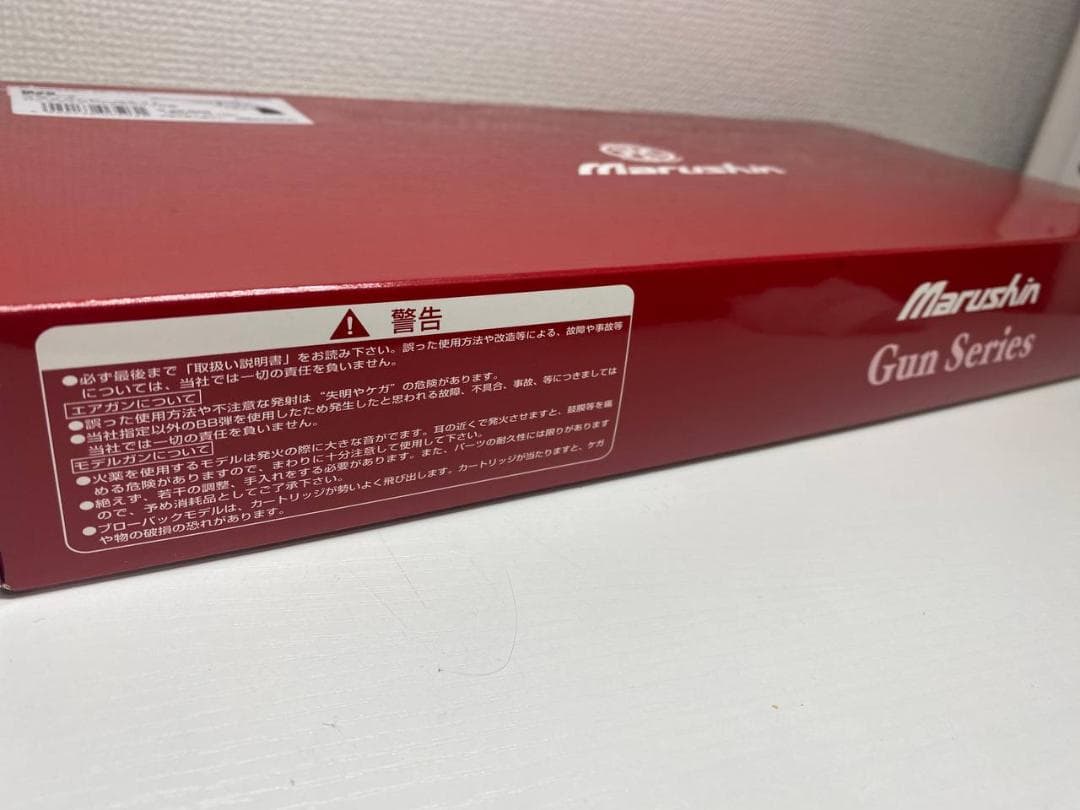 Marushin
Marushin
Gun Series
警告
●必ず最後まで「取扱い説明書」をお読み下さい。誤った使用方法や改造等による、故障や事故等
については、当社では一切の責任を負いません。
エアガンについて
●誤った使用方法や不注意な発射は“失明やケガ”の危険があります。
●当社指定以外のBB弾を使用したため発生したと思われる故障、不具合、事故、等につきましては
当社では一切の責任を負いません。
モデルガンについて
●火薬を使用するモデルは発火の際に大きな音がでます。耳の近くで発火させますと、鼓膜等を痛
める危険がありますので、まわりに十分注意して使用して下さい。
●絶えず、若干の調整、手入れをする必要があります。また、パーツの耐久性には限りがあります
ので、予め消耗品としてご了承下さい。
●ブローバックモデルは、カートリッジが勢いよく飛び出します。カートリッジが当たりますと、ケガ
や物の破損の恐れがあります。